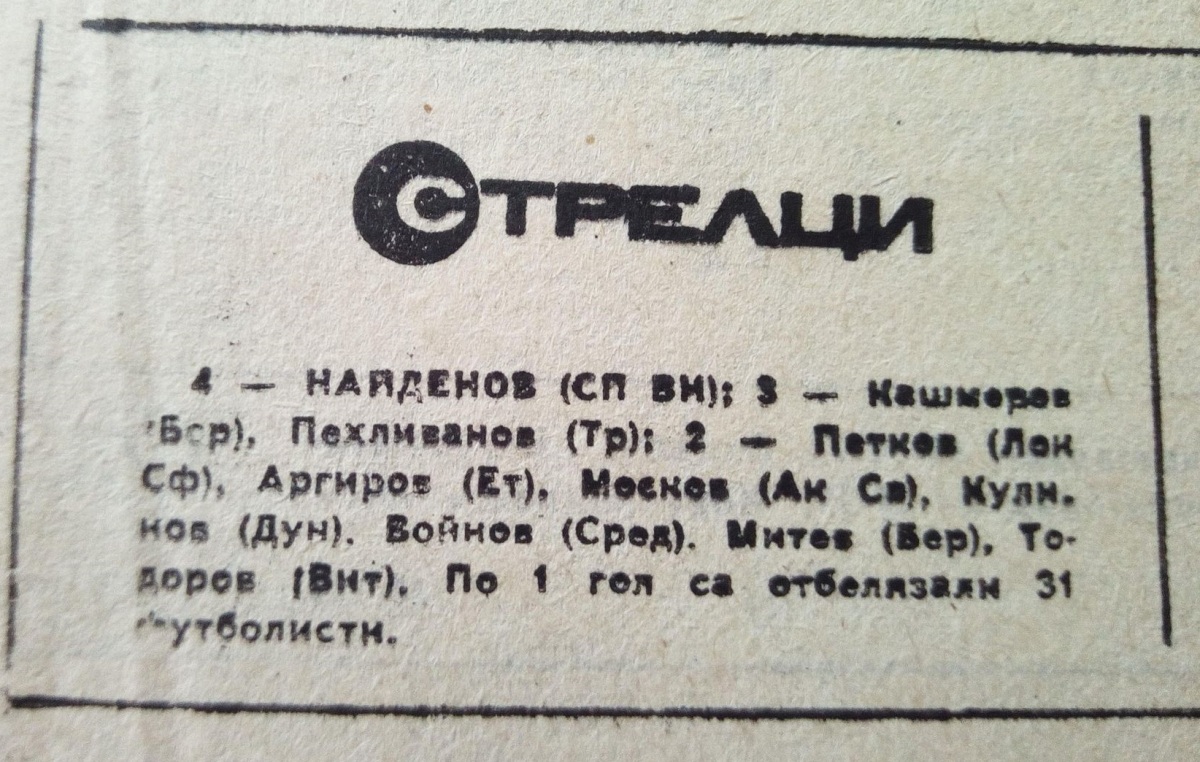 СТРЕЛЦИ
4 — НАЙДЕНОВ (СП ВН); 3 — Кашмеров
(Бер), Пехливанов (Тр); 2 — Петков (Лок
Сф), Аргиров (Ет), Москов (Ак Св), Кули-
нов (Дун), Войнов (Сред), Митев (Бер), То-
доров (Вит). По 1 гол са отбелязали 31
футболисти.